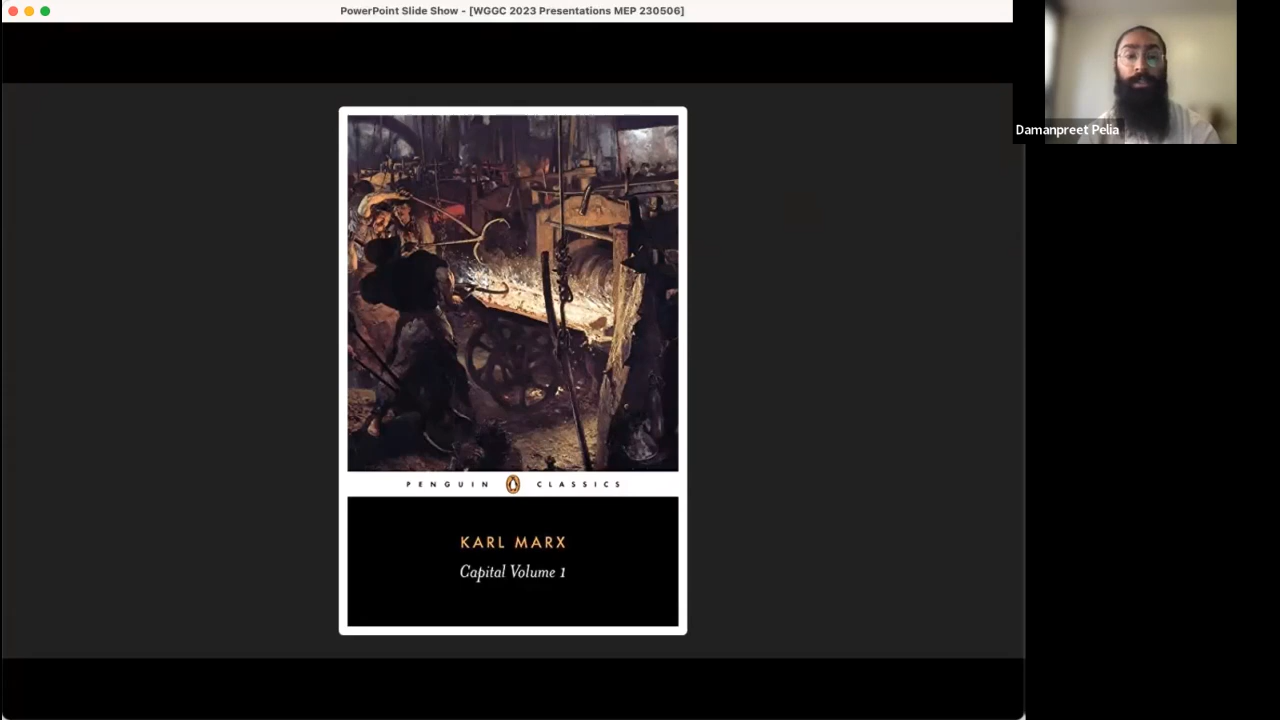 PowerPoint Slide Show - [WGGC 2023 Presentations MEP 230506]
Damanpreet Pelia
PENGUIN CLASSICS
KARL MARX
Capital Volume 1